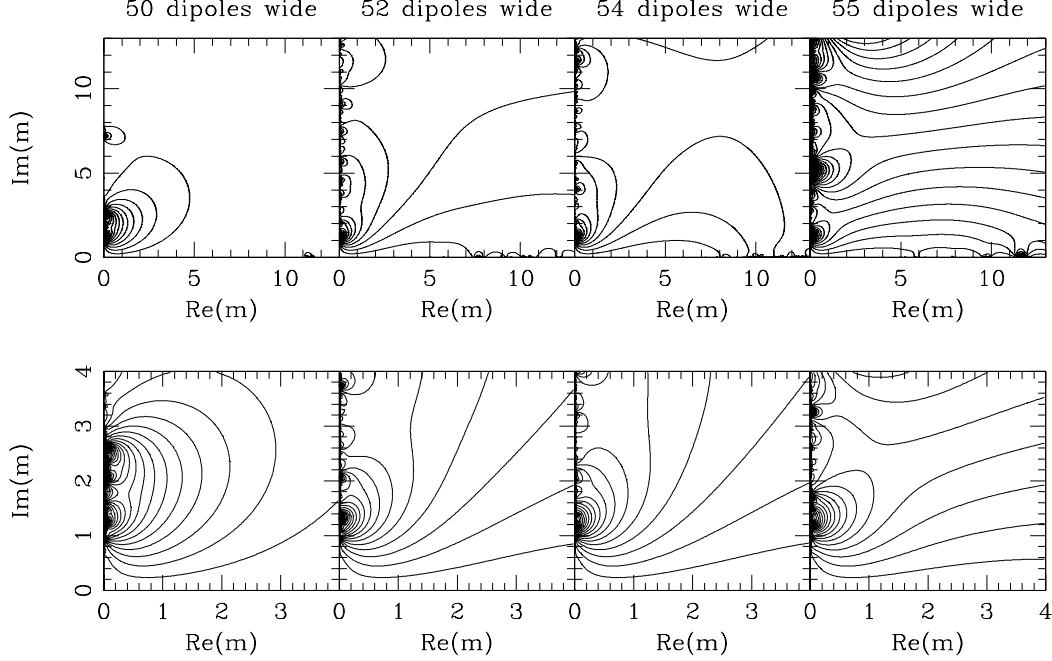 50 dipoles wide 52 dipoles wide 54 dipoles wide 55 dipoles wide
10
5
0
Im(m)
0 5 10 0 5 10 0 5 10 0 5 10
Re(m) Re(m) Re(m) Re(m)
4
3
2
1
0
Im(m)
0 1 2 3 0 1 2 3 0 1 2 3 0 1 2 3 4
Re(m) Re(m) Re(m) Re(m)